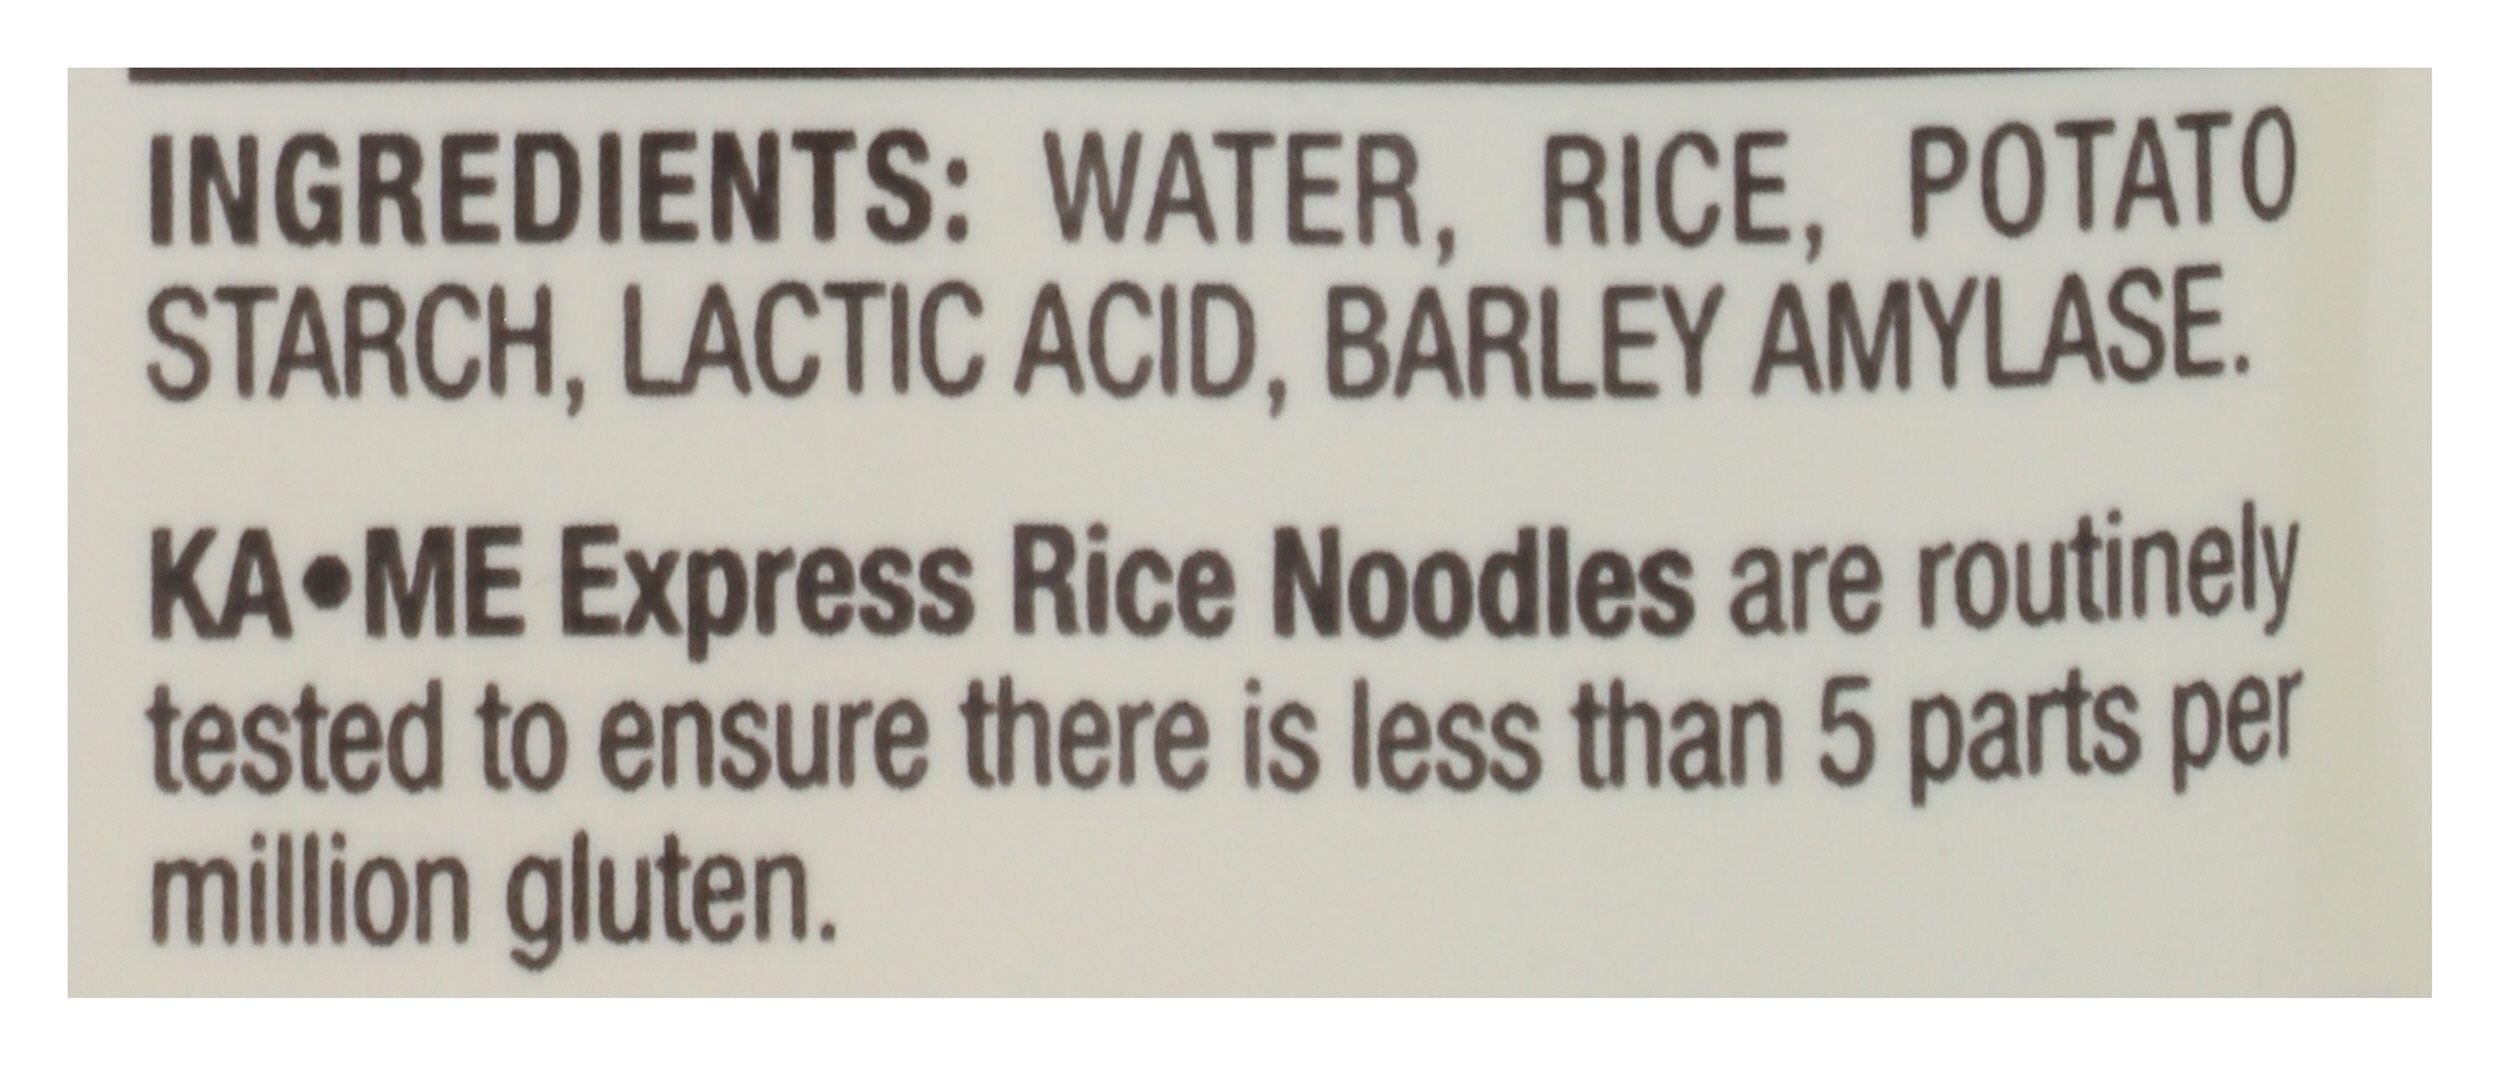 INGREDIENTS: WATER, RICE, POTATO
STARCH, LACTIC ACID, BARLEY AMYLASE.
KA•ME Express Rice Noodles are routinely
tested to ensure there is less than 5 parts per
million gluten.